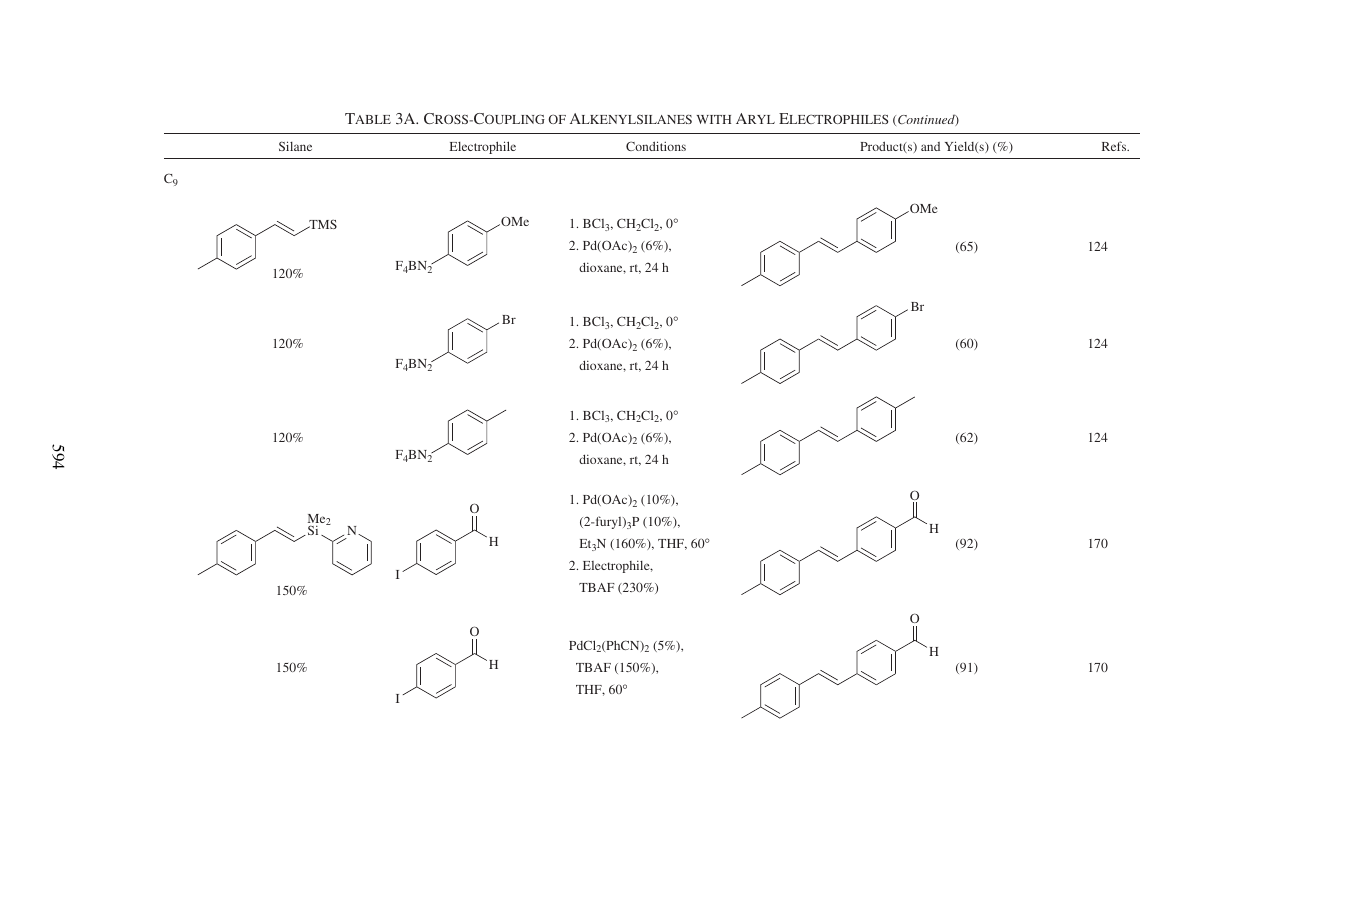 TABLE 3A. CROSS-COUPLING OF ALKENYLSILANES WITH ARYL ELECTROPHILES (Continued)
Silane Electrophile Conditions Product(s) and Yield(s) (%) Refs.
C9
TMS
120%
OMe
F4BN2
1. BCl3, CH2Cl2, 0°
2. Pd(OAc)2 (6%),
dioxane, rt, 24 h
OMe
(65)
124
120%
Br
F4BN2
1. BCl3, CH2Cl2, 0°
2. Pd(OAc)2 (6%),
dioxane, rt, 24 h
Br
(60)
124
120%
F4BN2
1. BCl3, CH2Cl2, 0°
2. Pd(OAc)2 (6%),
dioxane, rt, 24 h
(62)
124
594
Me2
Si N
150%
O
H
I
1. Pd(OAc)2 (10%),
(2-furyl)3P (10%),
Et3N (160%), THF, 60°
2. Electrophile,
TBAF (230%)
O
H
(92)
170
150%
O
H
I
PdCl2(PhCN)2 (5%),
TBAF (150%),
THF, 60°
O
H
(91)
170